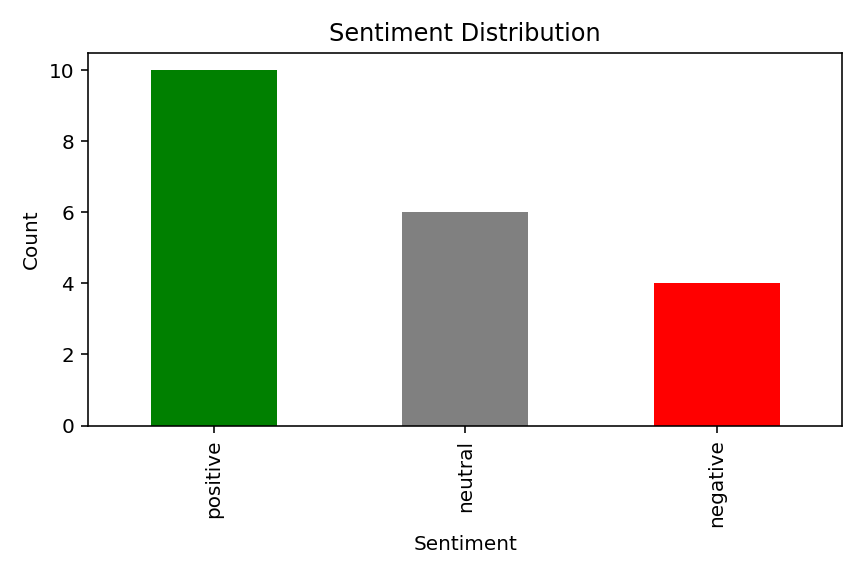 Sentiment Distribution
10
8
6
4
2
0
Count
positive
neutral
negative
Sentiment